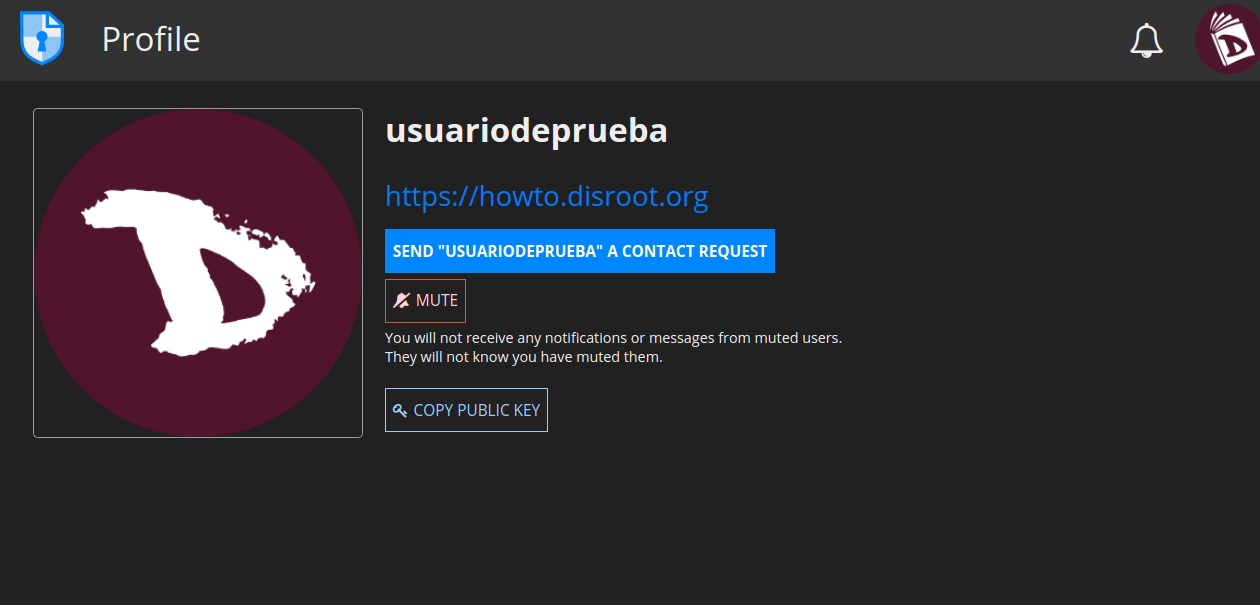 Profile
usuariodeprueba
https://howto.disroot.org
SEND "USUARIODEPRUEBA" A CONTACT REQUEST
MUTE
You will not receive any notifications or messages from muted users.
They will not know you have muted them.
COPY PUBLIC KEY
D
D